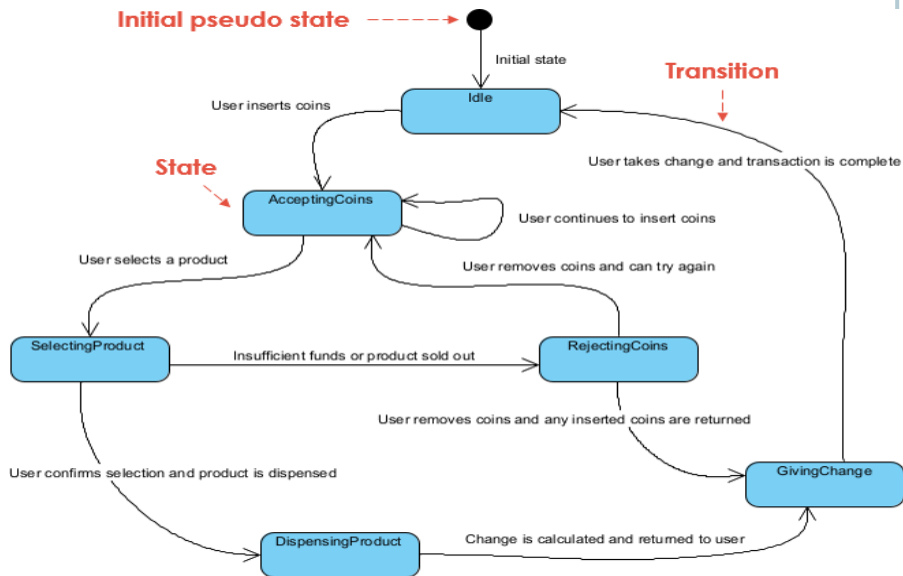 Initial pseudo state
Initial state
Transition
Idle
User inserts coins
User takes change and transaction is complete
State
AcceptingCoins
User continues to insert coins
User selects a product
User removes coins and can try again
SelectingProduct
Insufficient funds or product sold out
RejectingCoins
User removes coins and any inserted coins are returned
User confirms selection and product is dispensed
GivingChange
DispensingProduct
Change is calculated and returned to user